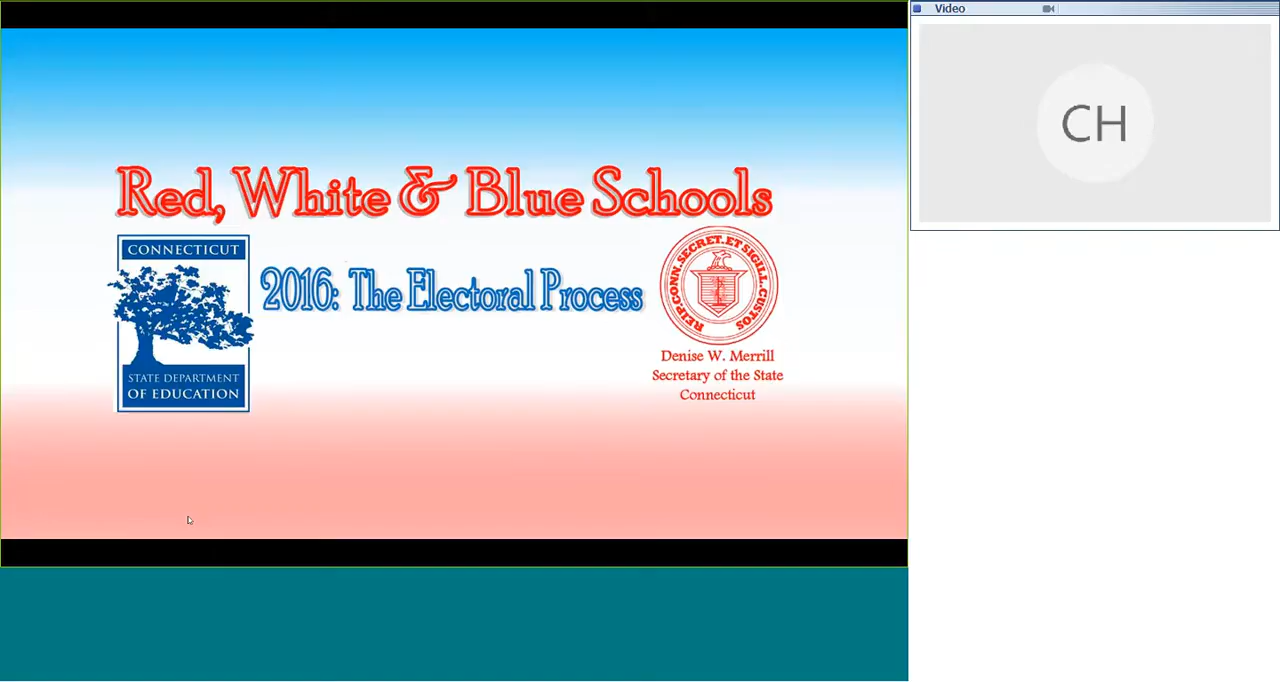 Video
CH
Red, White & Blue Schools
CONNECTICUT
STATE DEPARTMENT
OF EDUCATION
2016: The Electoral Process
REIP.CONN.SECRET.ET.SIGILL.CUSTOS
Denise W. Merrill
Secretary of the State
Connecticut